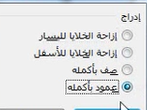 إدراج
إزاحة الخلايا لليسار
إزاحة الخلايا للأسفل
صف بأكمله
عمود بأكمله